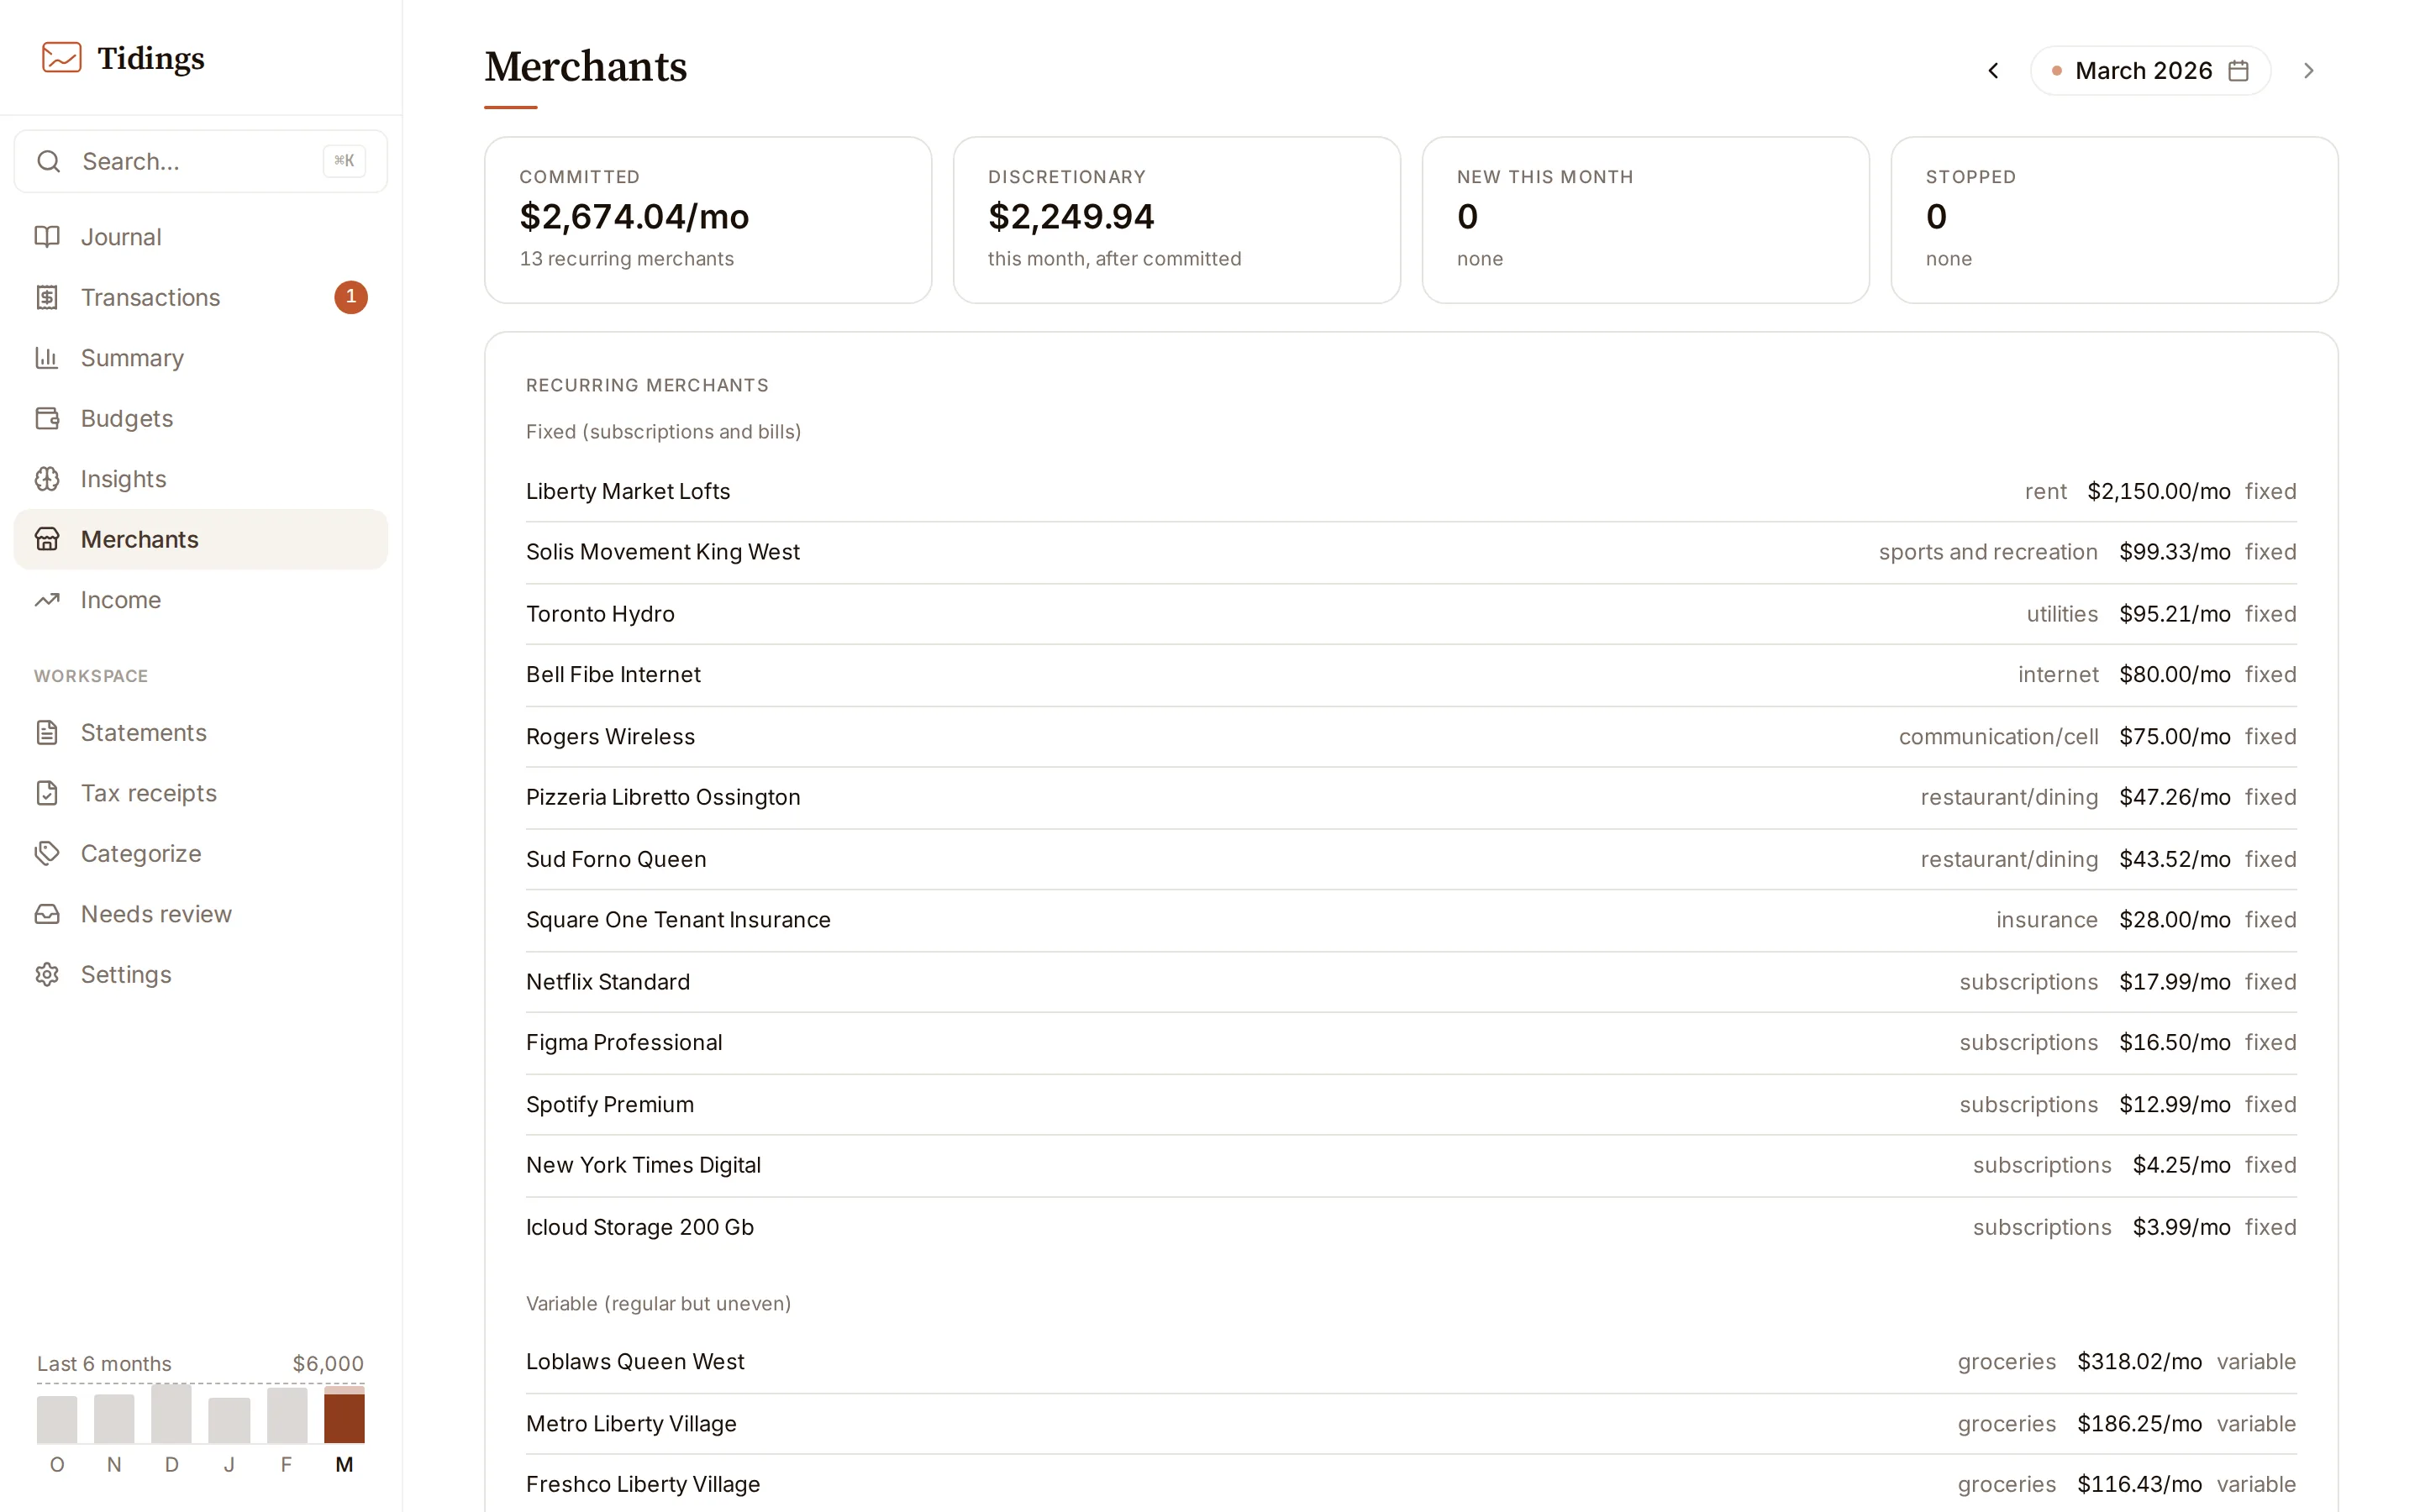 Tidings
Search...
⌘K
Journal
Transactions
1
Summary
Budgets
Insights
Merchants
Income
WORKSPACE
Statements
Tax receipts
Categorize
Needs review
Settings
Last 6 months $6,000
O N D J F M
Merchants
March 2026
COMMITTED
$2,674.04/mo
13 recurring merchants
DISCRETIONARY
$2,249.94
this month, after committed
NEW THIS MONTH
0
none
STOPPED
0
none
RECURRING MERCHANTS
Fixed (subscriptions and bills)
Liberty Market Lofts rent $2,150.00/mo fixed
Solis Movement King West sports and recreation $99.33/mo fixed
Toronto Hydro utilities $95.21/mo fixed
Bell Fibe Internet internet $80.00/mo fixed
Rogers Wireless communication/cell $75.00/mo fixed
Pizzeria Libretto Ossington restaurant/dining $47.26/mo fixed
Sud Forno Queen restaurant/dining $43.52/mo fixed
Square One Tenant Insurance insurance $28.00/mo fixed
Netflix Standard subscriptions $17.99/mo fixed
Figma Professional subscriptions $16.50/mo fixed
Spotify Premium subscriptions $12.99/mo fixed
New York Times Digital subscriptions $4.25/mo fixed
Icloud Storage 200 Gb subscriptions $3.99/mo fixed
Variable (regular but uneven)
Loblaws Queen West groceries $318.02/mo variable
Metro Liberty Village groceries $186.25/mo variable
Freshco Liberty Village groceries $116.43/mo variable